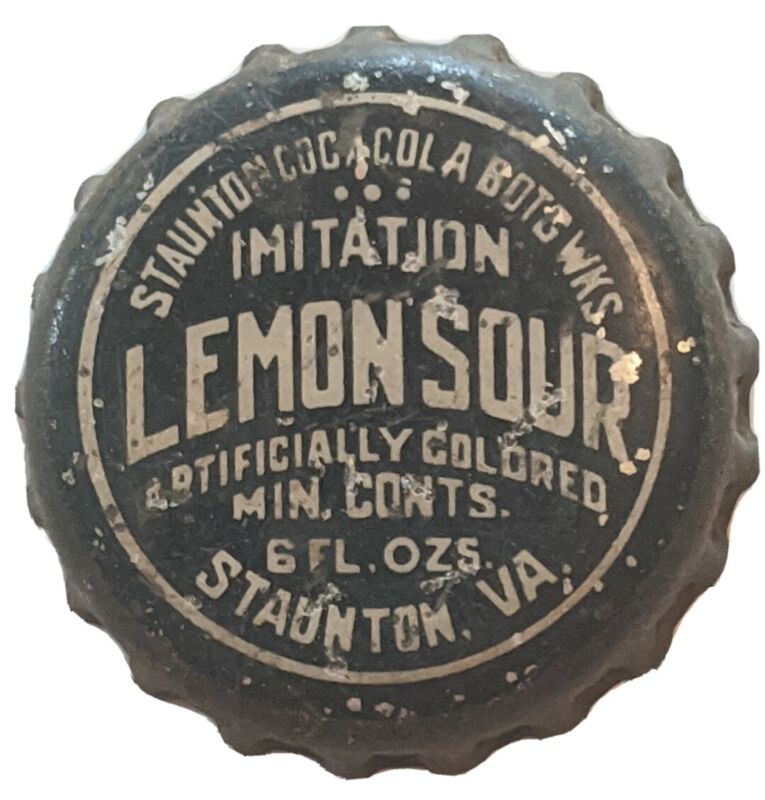 STAUNTON COCA COLA BOTG WKS.
IMITATION
LEMON SOUR
ARTIFICIALLY COLORED
MIN. CONTS.
6 FL. OZS.
STAUNTON, VA.